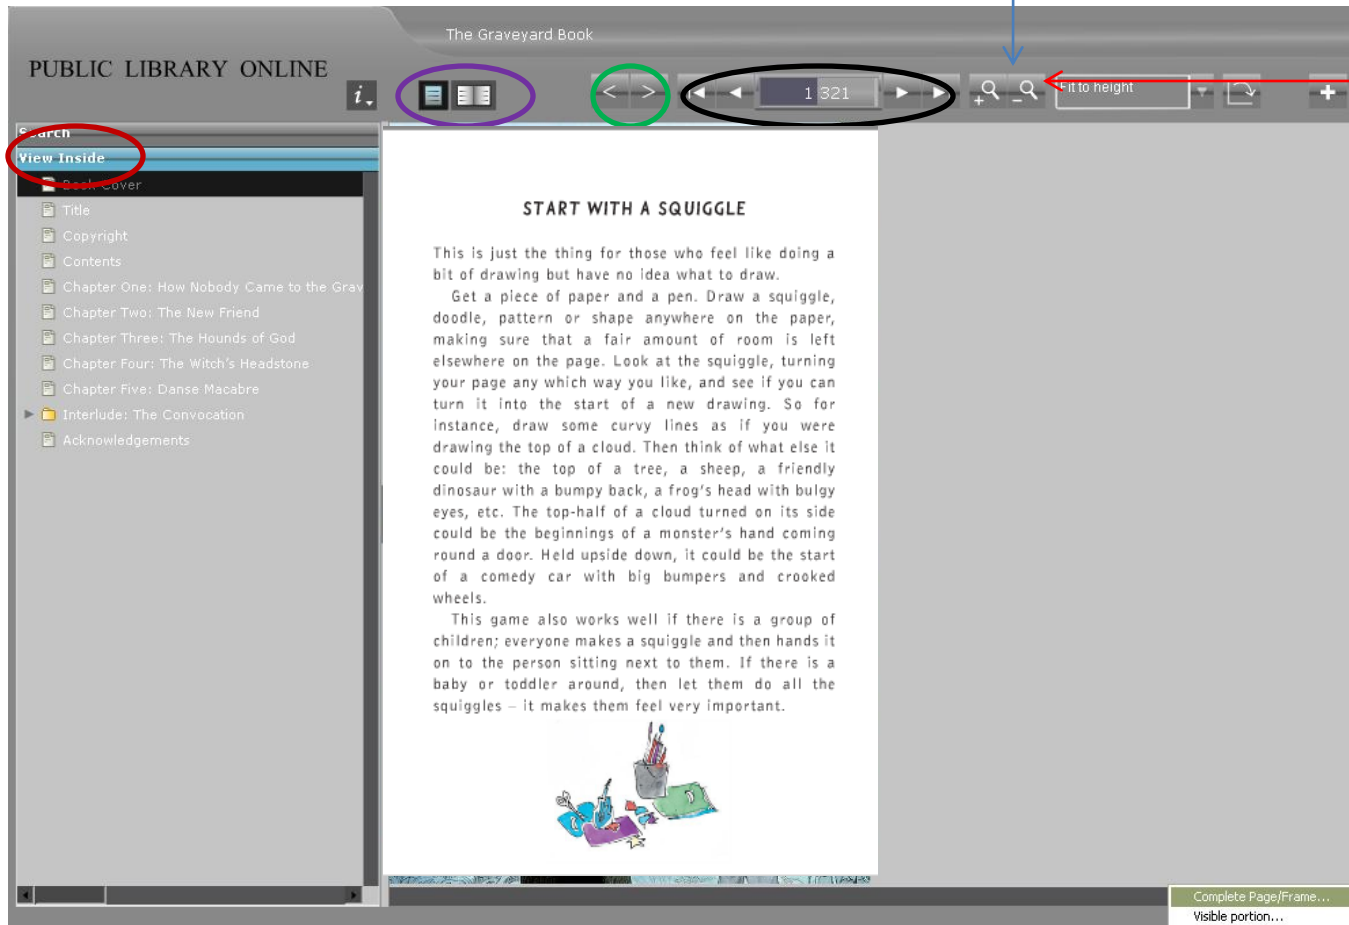 The Graveyard Book
PUBLIC LIBRARY ONLINE
i
< > 1 321 Fit to height
Search
View Inside
Book Cover
Title
Copyright
Contents
Chapter One: How Nobody Came to the Grav
Chapter Two: The New Friend
Chapter Three: The Hounds of God
Chapter Four: The Witch's Headstone
Chapter Five: Danse Macabre
Interlude: The Convocation
Acknowledgements
START WITH A SQUIGGLE
This is just the thing for those who feel like doing a
bit of drawing but have no idea what to draw.
Get a piece of paper and a pen. Draw a squiggle,
doodle, pattern or shape anywhere on the paper,
making sure that a fair amount of room is left
elsewhere on the page. Look at the squiggle, turning
your page any which way you like, and see if you can
turn it into the start of a new drawing. So for
instance, draw some curvy lines as if you were
drawing the top of a cloud. Then think of what else it
could be: the top of a tree, a sheep, a friendly
dinosaur with a bumpy back, a frog's head with bulgy
eyes, etc. The top-half of a cloud turned on its side
could be the beginnings of a monster's hand coming
round a door. Held upside down, it could be the start
of a comedy car with big bumpers and crooked
wheels.
This game also works well if there is a group of
children; everyone makes a squiggle and then hands it
on to the person sitting next to them. If there is a
baby or toddler around, then let them do all the
squiggles – it makes them feel very important.
Complete Page/Frame...
Visible portion...